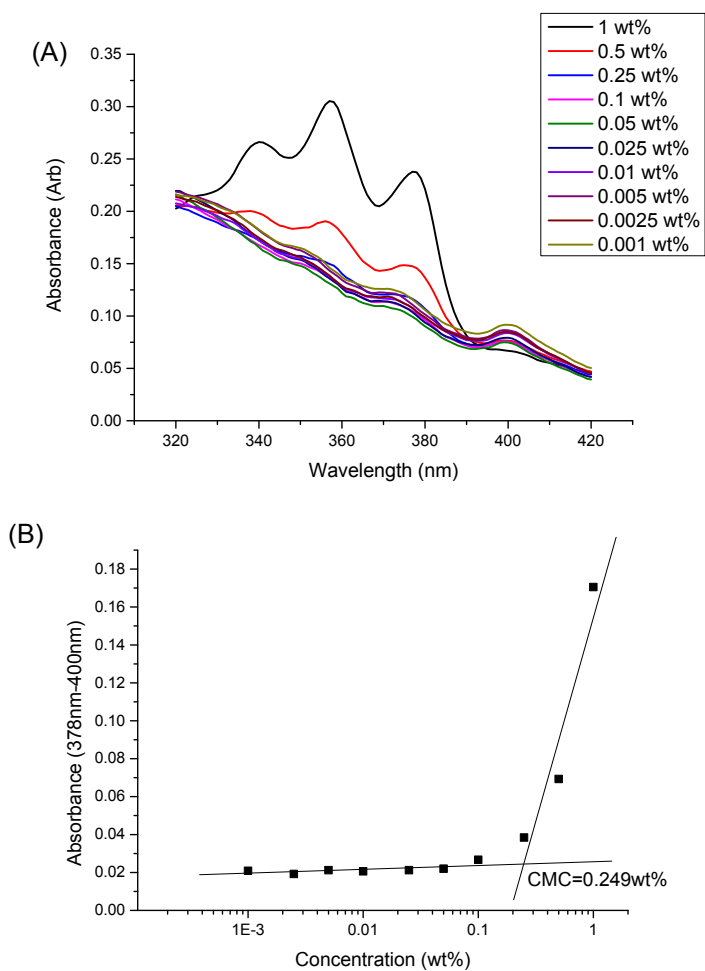 (A)
1 wt%
0.5 wt%
0.25 wt%
0.1 wt%
0.05 wt%
0.025 wt%
0.01 wt%
0.005 wt%
0.0025 wt%
0.001 wt%
0.35
0.30
0.25
0.20
0.15
0.10
0.05
0.00
Absorbance (Arb)
320 340 360 380 400 420
Wavelength (nm)
(B)
0.18
0.16
0.14
0.12
0.10
0.08
0.06
0.04
0.02
0.00
Absorbance (378nm-400nm)
CMC=0.249wt%
1E-3 0.01 0.1 1
Concentration (wt%)